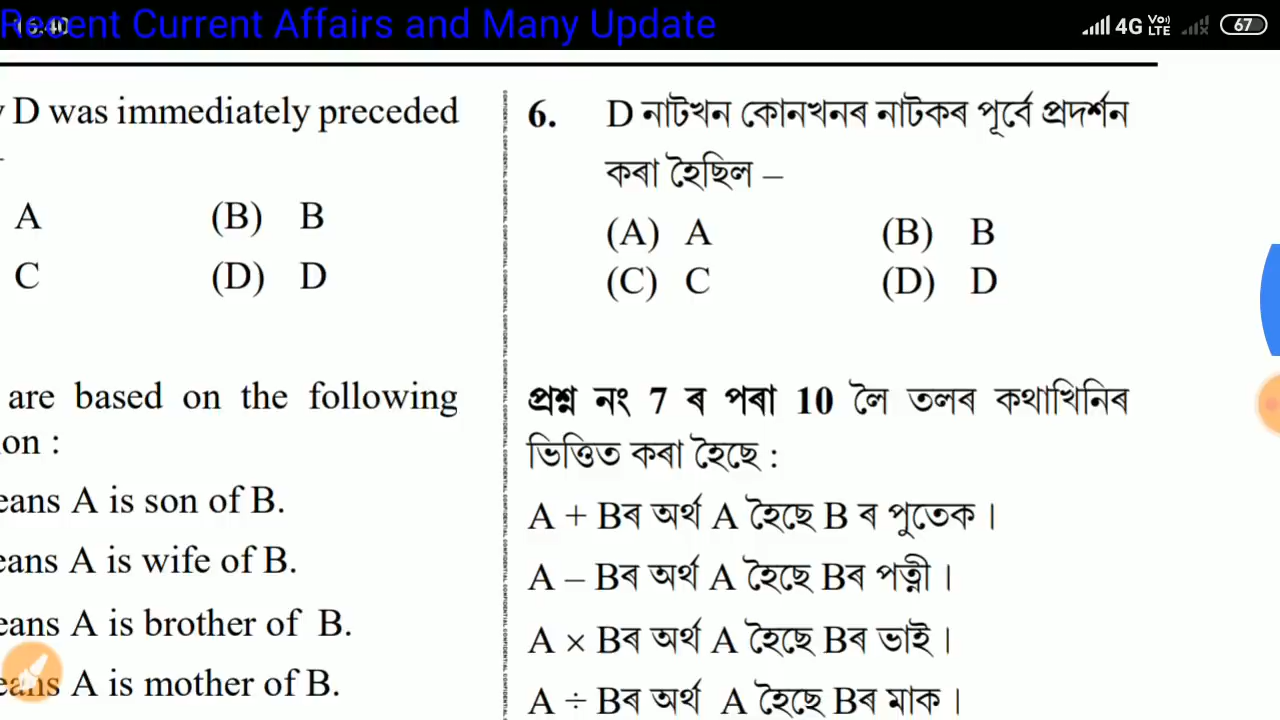 Recent Current Affairs and Many Update
4G VoLTE 67
D was immediately preceded
A (B) B
C (D) D
are based on the following
on :
eans A is son of B.
eans A is wife of B.
eans A is brother of B.
eans A is mother of B.
6. D নাটখন কোনখনৰ নাটকৰ পূৰ্বে প্ৰদৰ্শন
কৰা হৈছিল –
(A) A (B) B
(C) C (D) D
প্ৰশ্ন নং 7 ৰ পৰা 10 লৈ তলৰ কথাখিনিৰ
ভিত্তিত কৰা হৈছে :
A + Bৰ অৰ্থ A হৈছে B ৰ পুতেক।
A – Bৰ অৰ্থ A হৈছে Bৰ পত্নী।
A × Bৰ অৰ্থ A হৈছে Bৰ ভাই।
A ÷ Bৰ অৰ্থ A হৈছে Bৰ মাক।